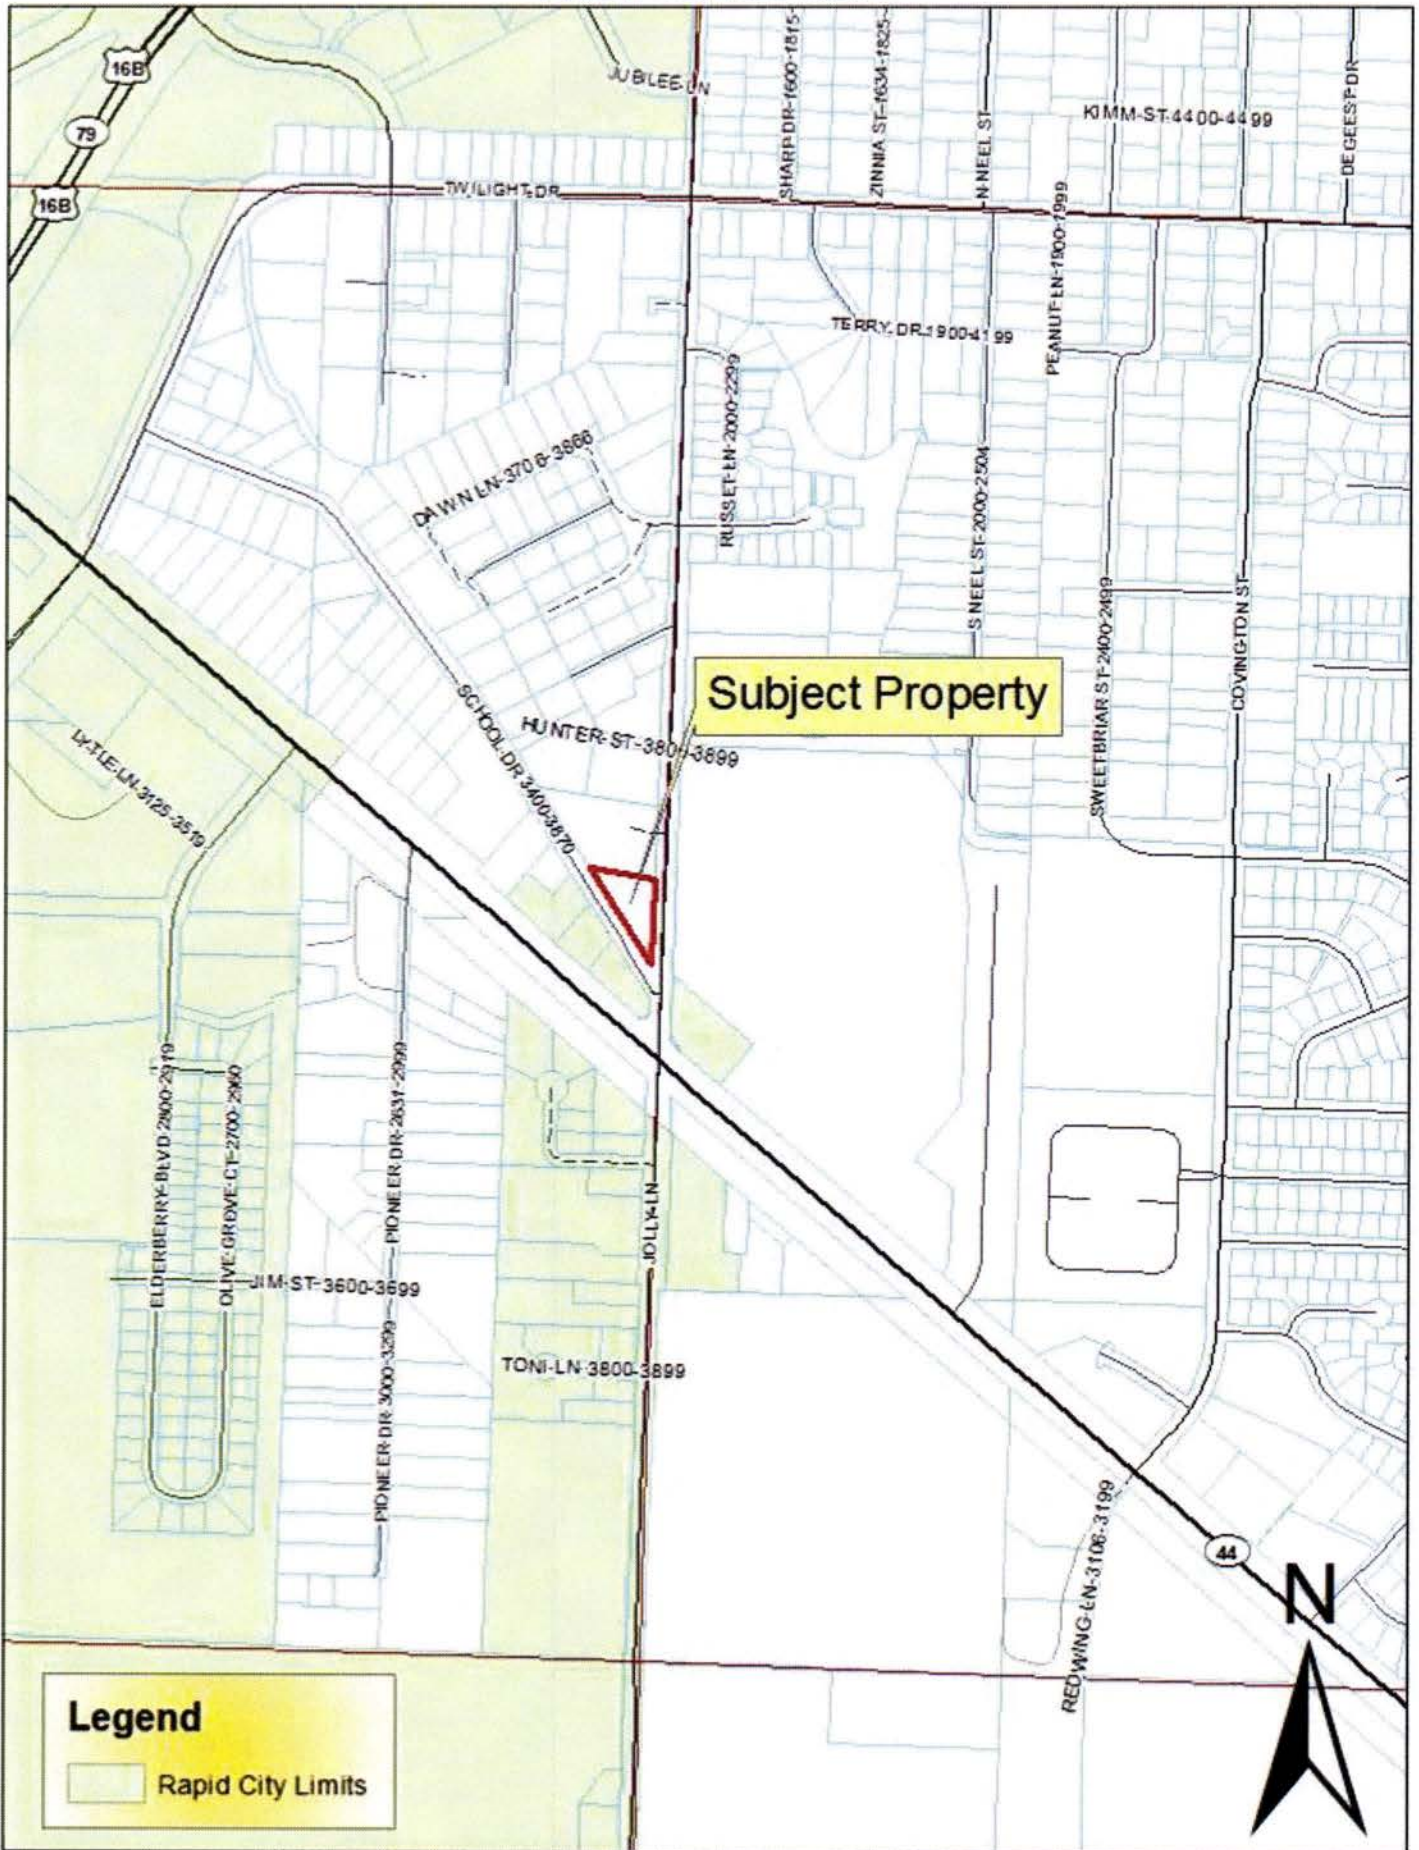 16B
79
16B
JUBILEE-LN
SHARP-DR-1600-1815
ZINNIA ST-1634-1825
N-NEEL ST
KIMM-ST-4400-4499
DEGEEST-DR
TWILIGHT-DR
PEANUT-LN-1900-1999
TERRY-DR-1900-4199
RUSSET-LN-2000-2299
DAWN LN-3706-3866
S NEEL ST-2000-2504
SWEETBRIAR ST-2400-2499
COVINGTON ST
Subject Property
SCHOOL-DR 3400-3870
HUNTER-ST-3800-3899
LYTLE-LN-3125-3519
ELDERBERRY-BLVD-2800-2919
OLIVE-GROVE-CT-2700-2960
PIONEER DR-2631-2999
JOLLY-LN
JIM-ST-3600-3699
PIONEER-DR-3000-3299
TONI-LN-3800-3899
REDWING-LN-3106-3199
44
N
Legend
Rapid City Limits